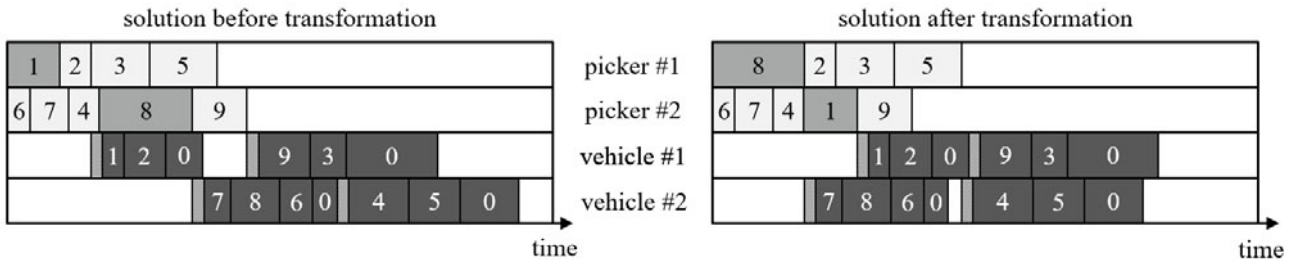 solution before transformation solution after transformation
1 2 3 5 picker #1 8 2 3 5
6 7 4 8 9 picker #2 6 7 4 1 9
1 2 0 9 3 0 vehicle #1 1 2 0 9 3 0
7 8 6 0 4 5 0 vehicle #2 7 8 6 0 4 5 0
time time